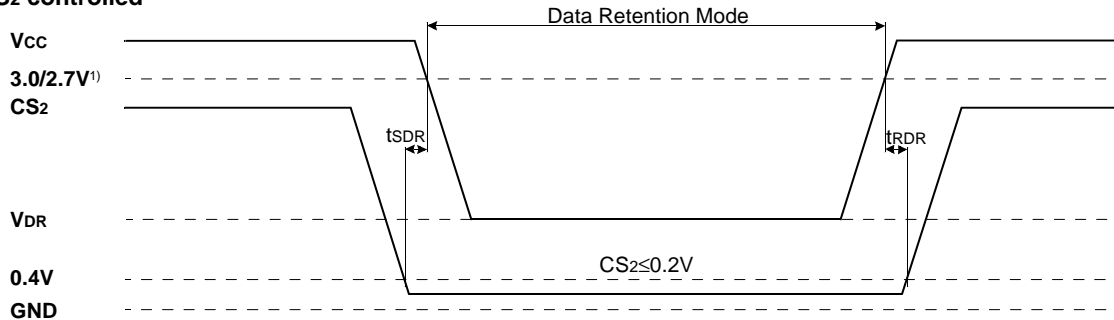 S2 controlled
Data Retention Mode
VCC
3.0/2.7V1)
CS2
tSDR
tRDR
VDR
CS2≤0.2V
0.4V
GND